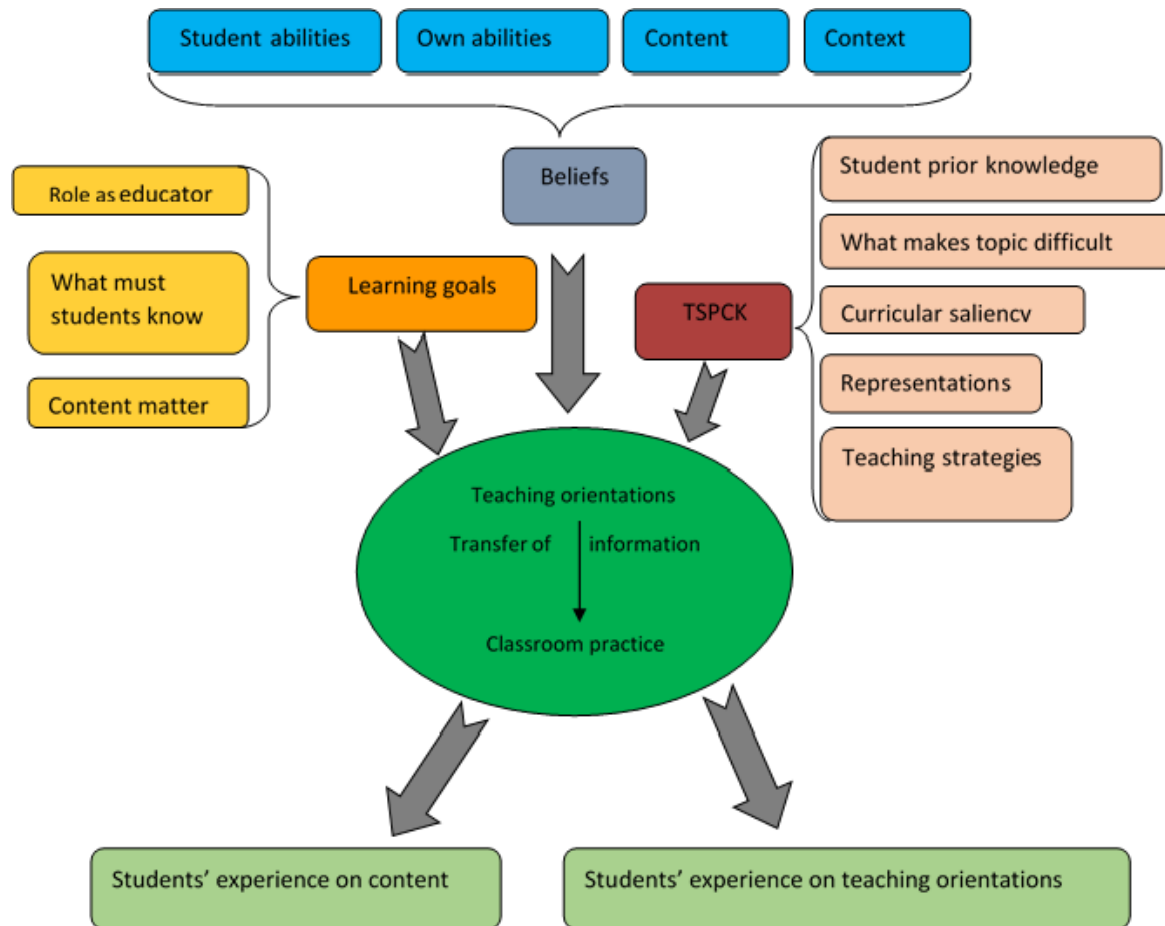 Student abilities
Own abilities
Content
Context
Beliefs
Role as educator
What must
students know
Content matter
Learning goals
TSPCK
Student prior knowledge
What makes topic difficult
Curricular saliencv
Representations
Teaching strategies
Teaching orientations
Transfer of information
Classroom practice
Students’ experience on content
Students’ experience on teaching orientations